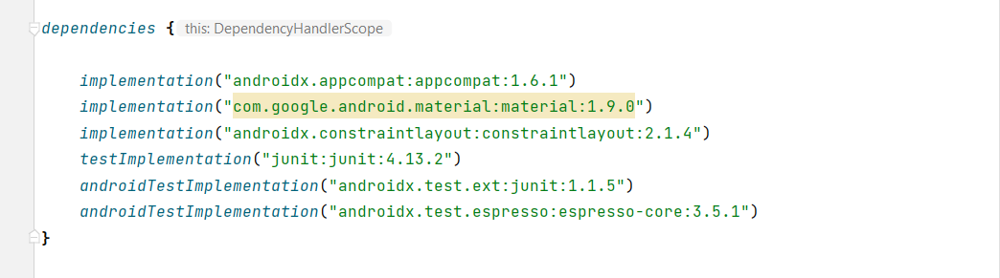 dependencies { this: DependencyHandlerScope
implementation("androidx.appcompat:appcompat:1.6.1")
implementation("com.google.android.material:material:1.9.0")
implementation("androidx.constraintlayout:constraintlayout:2.1.4")
testImplementation("junit:junit:4.13.2")
androidTestImplementation("androidx.test.ext:junit:1.1.5")
androidTestImplementation("androidx.test.espresso:espresso-core:3.5.1")
}